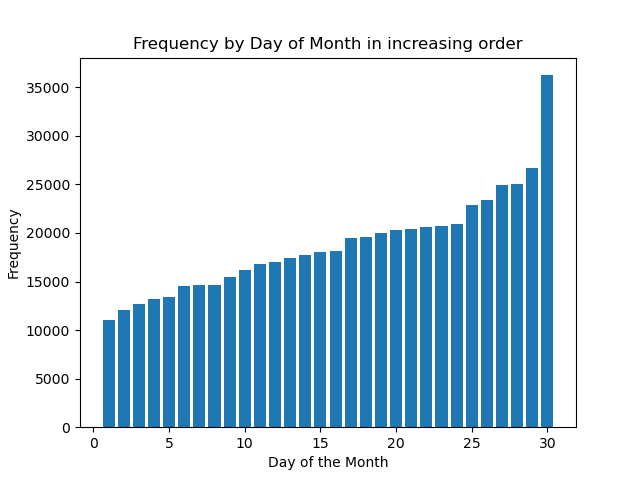 Frequency by Day of Month in increasing order
35000
30000
25000
20000
15000
10000
5000
0
Frequency
0 5 10 15 20 25 30
Day of the Month